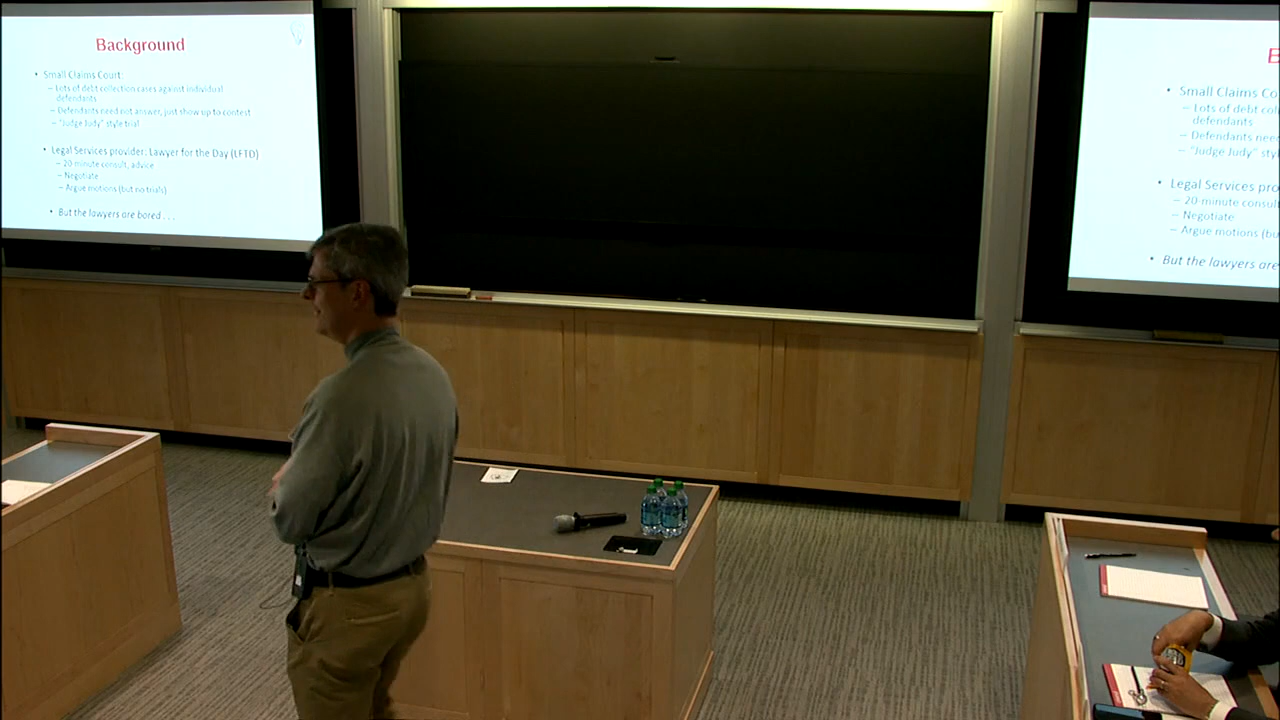 Background
• Small Claims Court:
– Lots of debt collection cases against individual
defendants
– Defendants need not answer, just show up to contest
– "Judge Judy" style trial
• Legal Services provider: Lawyer for the Day (LFTD)
– 20 minute consult, advice
– Negotiate
– Argue motions (but no trials)
• But the lawyers are bored . . .
B
• Small Claims Co
– Lots of debt col
defendants
– Defendants nee
– "Judge Judy" sty
• Legal Services pro
– 20-minute consul
– Negotiate
– Argue motions (bu
• But the lawyers are